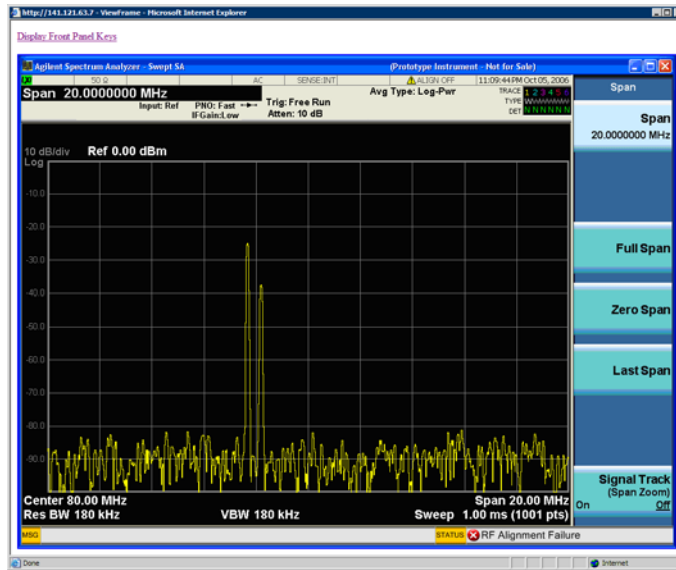 http://141.121.63.7 - Viewframe - Microsoft Internet Explorer
Display Front Panel Keys
Agilent Spectrum Analyzer - Swept SA (Prototype Instrument - Not for Sale)
50 Ω AC SENSE:INT ALIGN OFF 11:09:44 PM Oct 05, 2006
Span 20.0000000 MHz
Input: Ref PNO: Fast Trig: Free Run Avg Type: Log-Pwr TRACE 1 2 3 4 5 6
IFGain:Low Atten: 10 dB TYPE WWWWWW
DET N N N N N N
Span
Span
20.0000000 MHz
Full Span
Zero Span
Last Span
Signal Track
(Span Zoom)
On Off
10 dB/div Ref 0.00 dBm
Log
-10.0
-20.0
-30.0
-40.0
-50.0
-60.0
-70.0
-80.0
-90.0
Center 80.00 MHz Span 20.00 MHz
Res BW 180 kHz VBW 180 kHz Sweep 1.00 ms (1001 pts)
MSG STATUS RF Alignment Failure
Done Internet